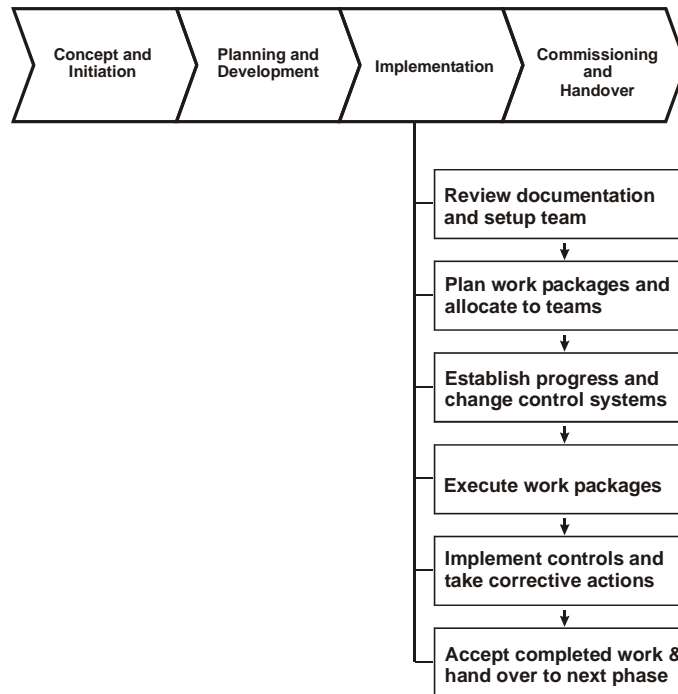 Concept and
Initiation
Planning and
Development
Implementation
Commissioning
and
Handover
Review documentation
and setup team
Plan work packages and
allocate to teams
Establish progress and
change control systems
Execute work packages
Implement controls and
take corrective actions
Accept completed work &
hand over to next phase